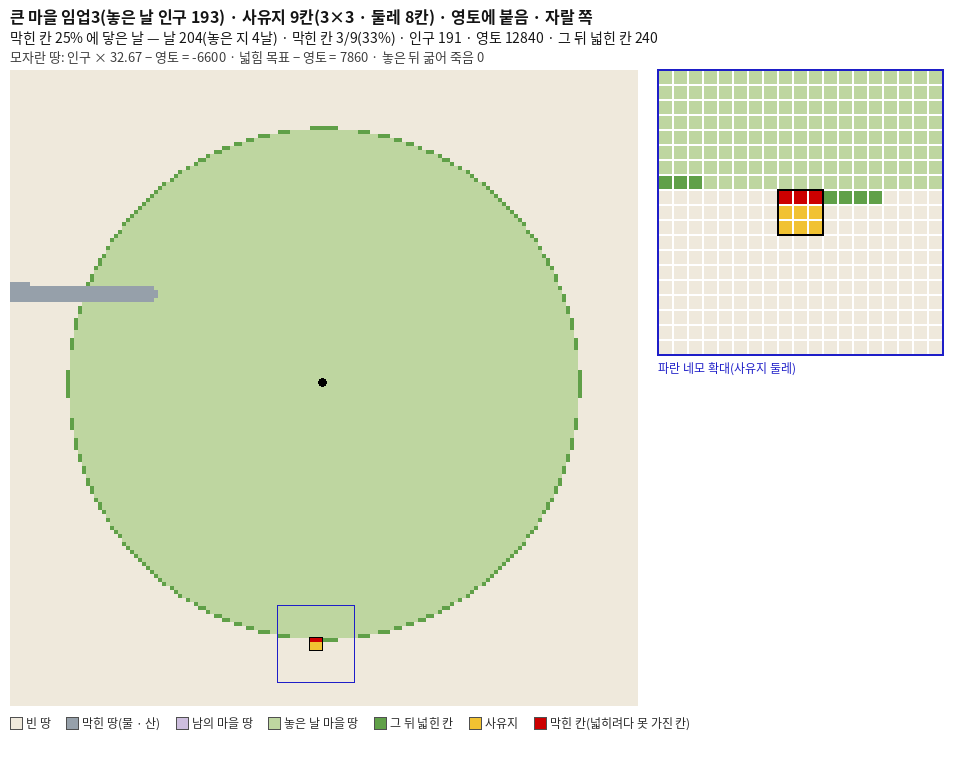 큰 마을 임업3(놓은 날 인구 193) · 사유지 9칸(3×3 · 둘레 8칸) · 영토에 붙음 · 자랄 쪽
막힌 칸 25% 에 닿은 날 — 날 204(놓은 지 4날) · 막힌 칸 3/9(33%) · 인구 191 · 영토 12840 · 그 뒤 넓힌 칸 240
모자란 땅: 인구 × 32.67 − 영토 = -6600 · 넓힘 목표 − 영토 = 7860 · 놓은 뒤 굶어 죽음 0
파란 네모 확대(사유지 둘레)
빈 땅 막힌 땅(물 · 산) 남의 마을 땅 놓은 날 마을 땅 그 뒤 넓힌 칸 사유지 막힌 칸(넓히려다 못 가진 칸)